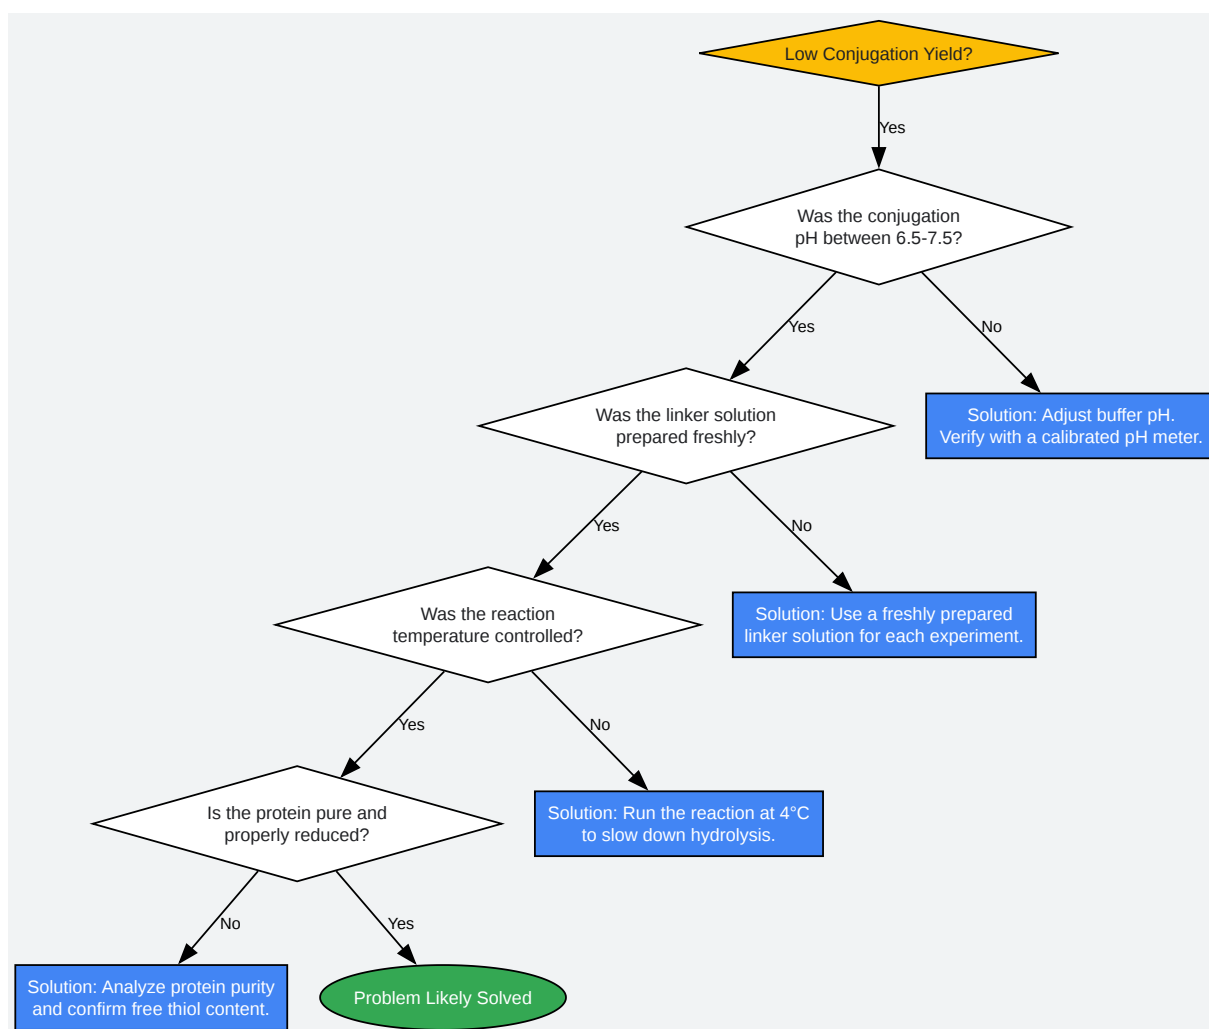 Low Conjugation Yield?
Yes
Was the conjugation
pH between 6.5-7.5?
Yes
No
Was the linker solution
prepared freshly?
Solution: Adjust buffer pH.
Verify with a calibrated pH meter.
Yes
No
Was the reaction
temperature controlled?
Solution: Use a freshly prepared
linker solution for each experiment.
Yes
No
Is the protein pure and
properly reduced?
Solution: Run the reaction at 4°C
to slow down hydrolysis.
No
Yes
Solution: Analyze protein purity
and confirm free thiol content.
Problem Likely Solved